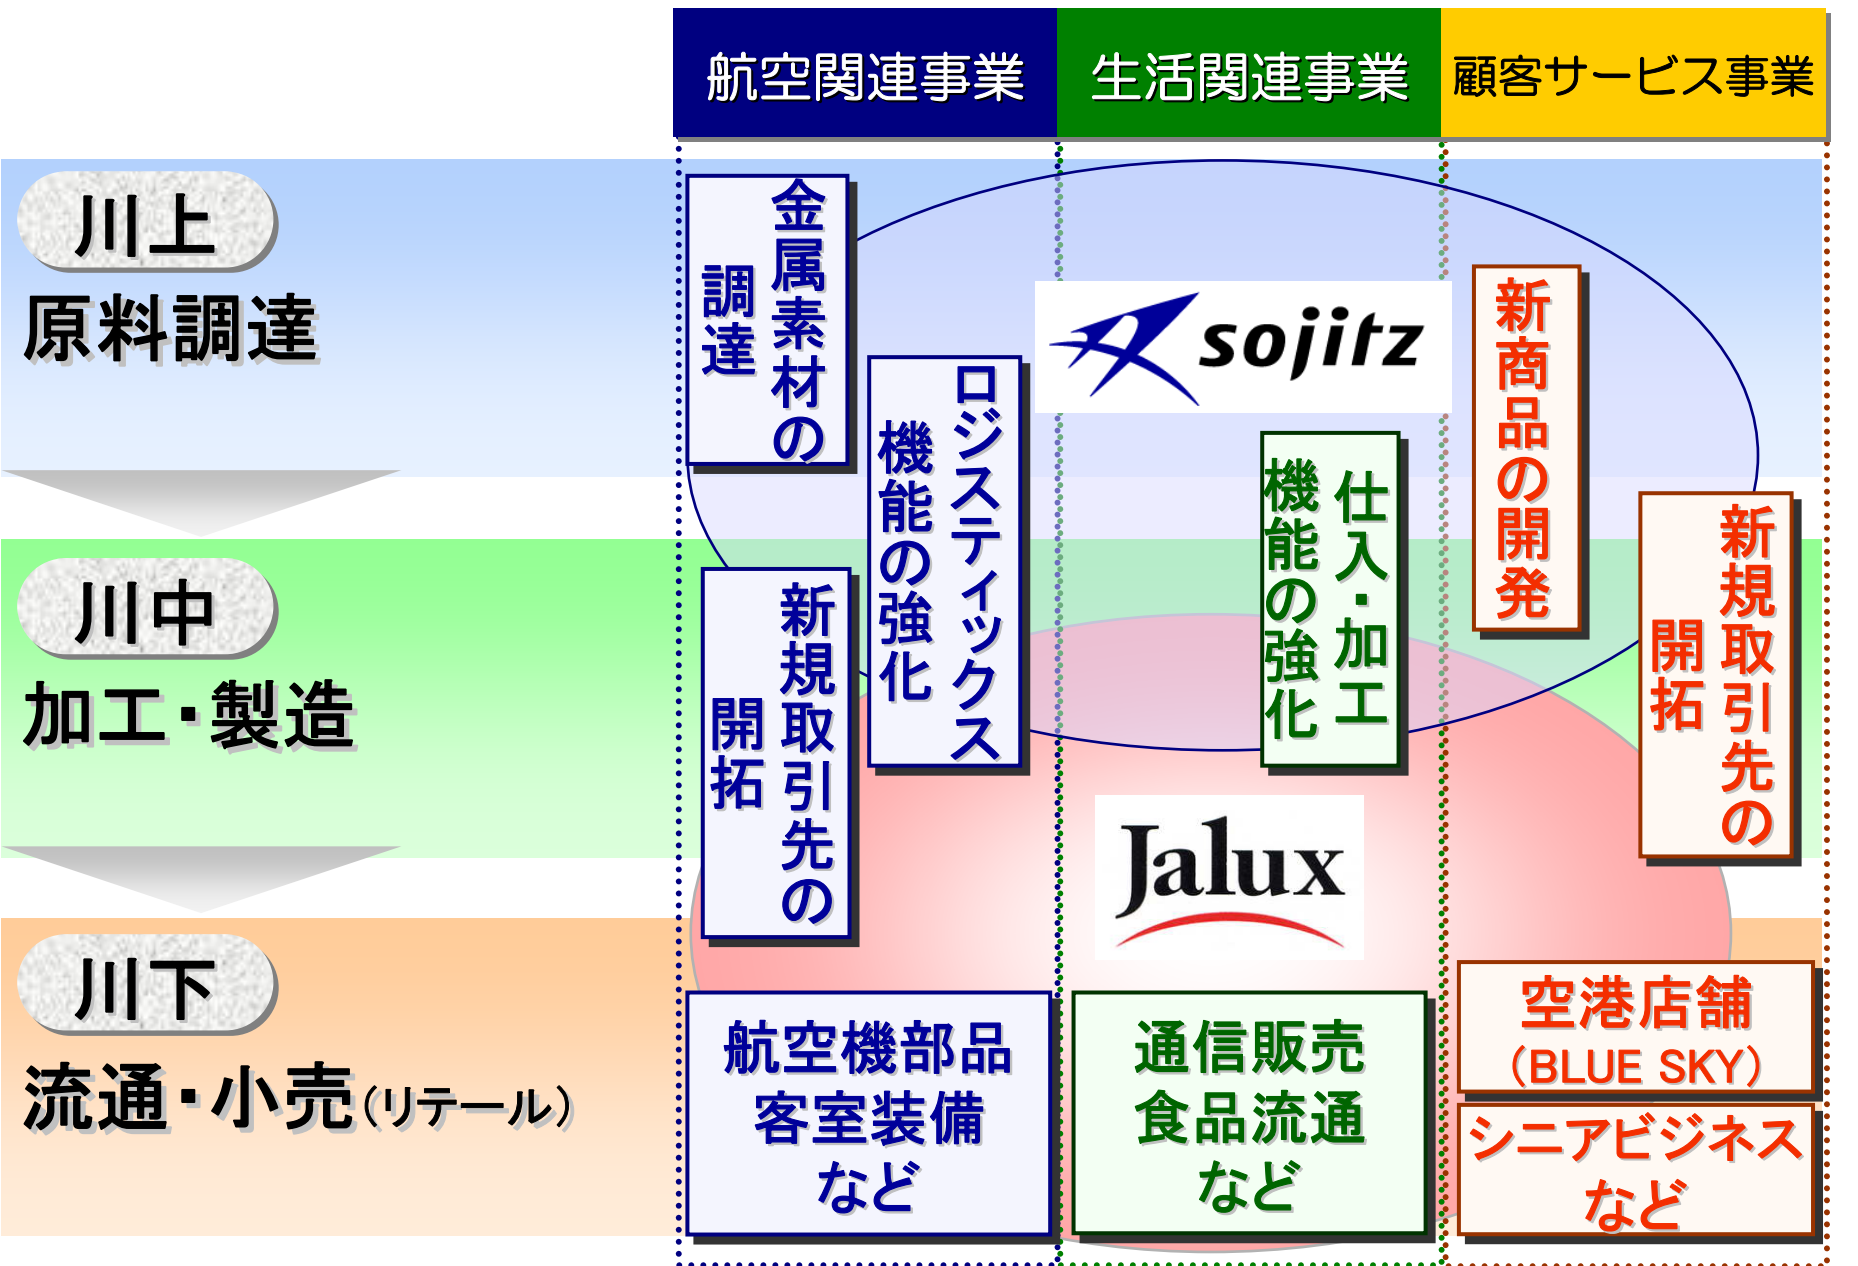 航空関連事業
生活関連事業
顧客サービス事業
川上
原料調達
金属素材の
調達
ロジスティックス
機能の強化
sojitz
仕入・加工
機能の強化
新商品の開発
新規取引先の
開拓
川中
加工・製造
新規取引先の
開拓
Jalux
川下
流通・小売(リテール)
航空機部品
客室装備
など
通信販売
食品流通
など
空港店舗
(BLUE SKY)
シニアビジネス
など